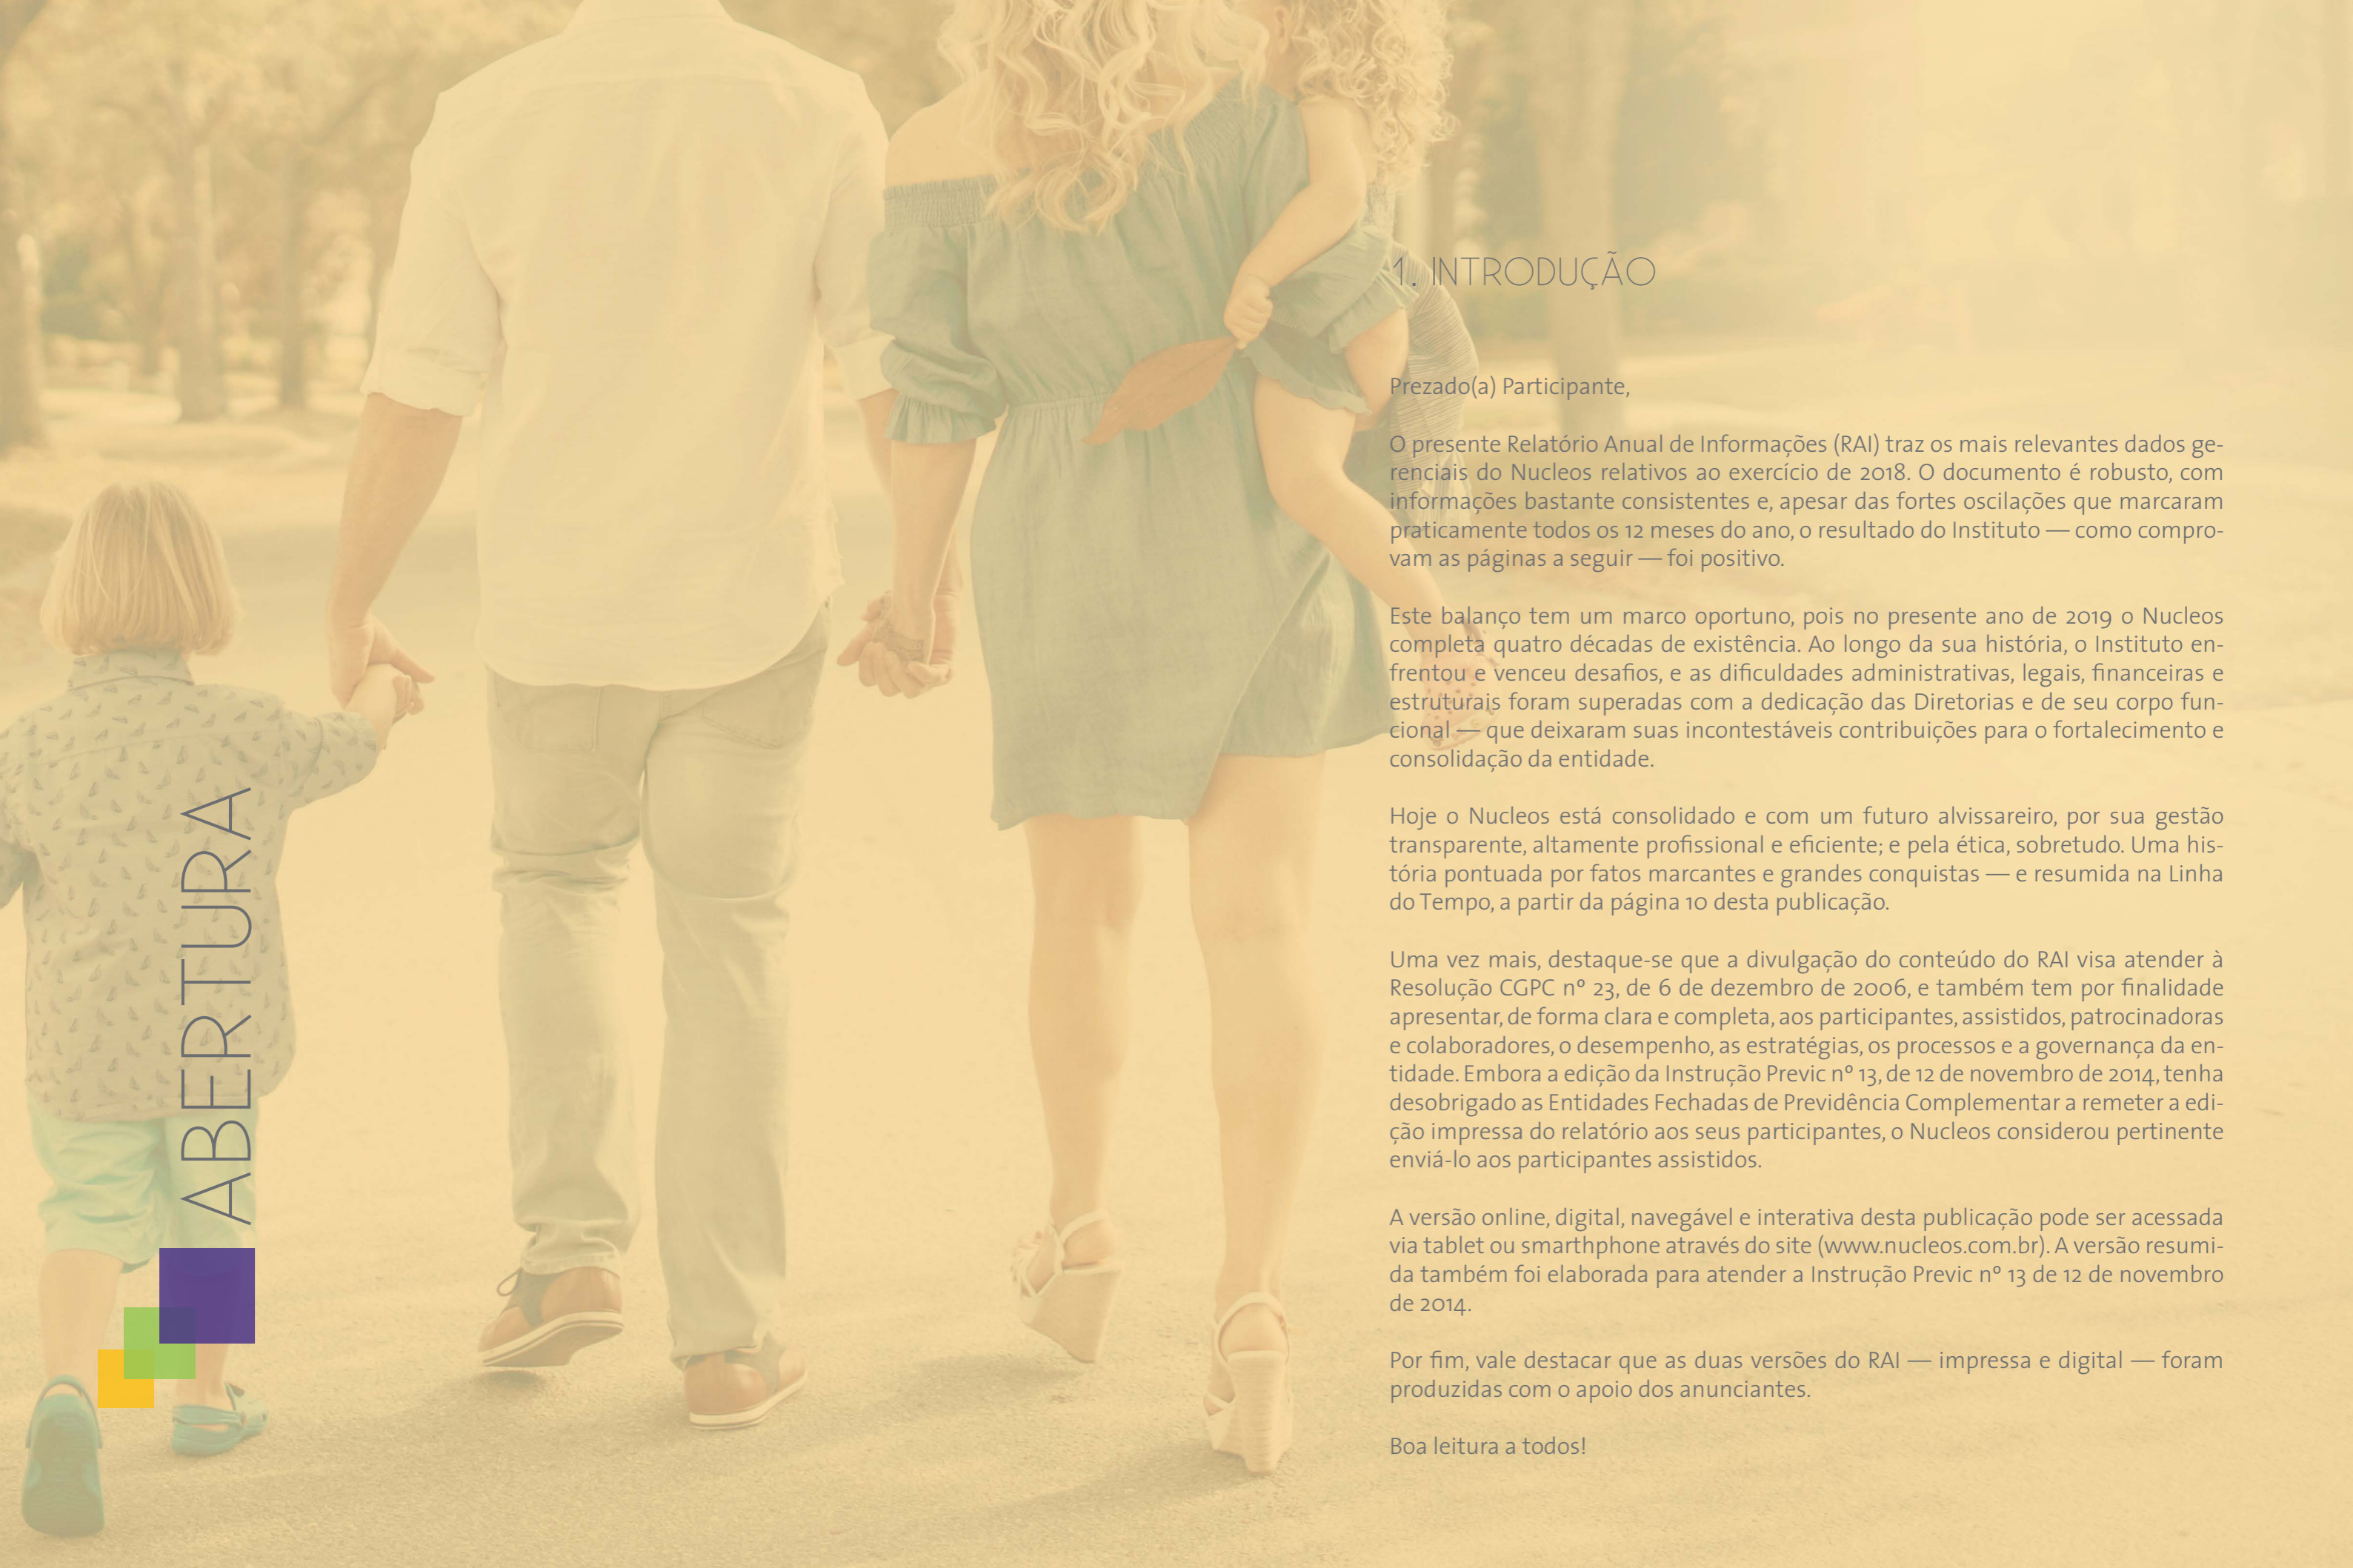 ABERTURA
1. INTRODUÇÃO
Prezado(a) Participante,
O presente Relatório Anual de Informações (RAI) traz os mais relevantes dados ge-
renciais do Nucleos relativos ao exercício de 2018. O documento é robusto, com
informações bastante consistentes e, apesar das fortes oscilações que marcaram
praticamente todos os 12 meses do ano, o resultado do Instituto — como compro-
vam as páginas a seguir — foi positivo.
Este balanço tem um marco oportuno, pois no presente ano de 2019 o Nucleos
completa quatro décadas de existência. Ao longo da sua história, o Instituto en-
frentou e venceu desafios, e as dificuldades administrativas, legais, financeiras e
estruturais foram superadas com a dedicação das Diretorias e de seu corpo fun-
cional — que deixaram suas incontestáveis contribuições para o fortalecimento e
consolidação da entidade.
Hoje o Nucleos está consolidado e com um futuro alvissareiro, por sua gestão
transparente, altamente profissional e eficiente; e pela ética, sobretudo. Uma his-
tória pontuada por fatos marcantes e grandes conquistas — e resumida na Linha
do Tempo, a partir da página 10 desta publicação.
Uma vez mais, destaque-se que a divulgação do conteúdo do RAI visa atender à
Resolução CGPC nº 23, de 6 de dezembro de 2006, e também tem por finalidade
apresentar, de forma clara e completa, aos participantes, assistidos, patrocinadoras
e colaboradores, o desempenho, as estratégias, os processos e a governança da en-
tidade. Embora a edição da Instrução Previc nº 13, de 12 de novembro de 2014, tenha
desobrigado as Entidades Fechadas de Previdência Complementar a remeter a edi-
ção impressa do relatório aos seus participantes, o Nucleos considerou pertinente
enviá-lo aos participantes assistidos.
A versão online, digital, navegável e interativa desta publicação pode ser acessada
via tablet ou smarthphone através do site (www.nucleos.com.br). A versão resumi-
da também foi elaborada para atender a Instrução Previc nº 13 de 12 de novembro
de 2014.
Por fim, vale destacar que as duas versões do RAI — impressa e digital — foram
produzidas com o apoio dos anunciantes.
Boa leitura a todos!